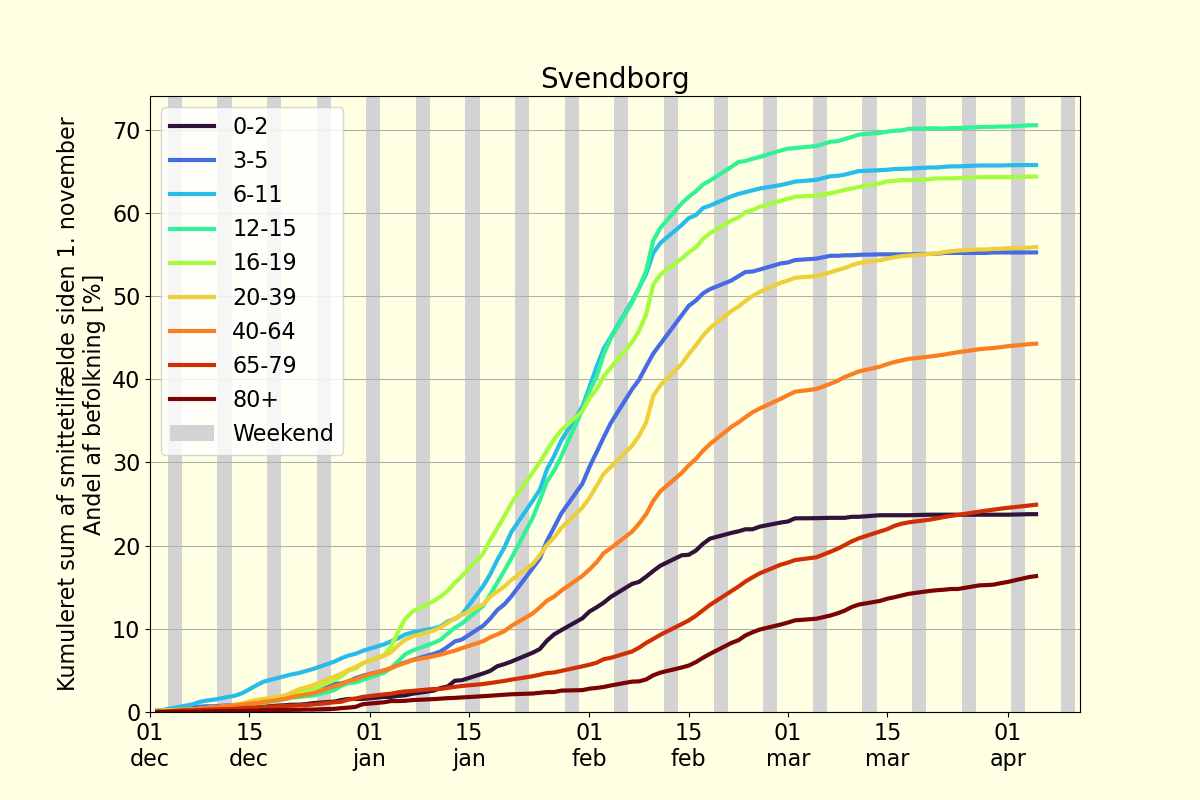 Svendborg
Kumuleret sum af smittetilfælde siden 1. november
Andel af befolkning [%]
70
60
50
40
30
20
10
0
0-2
3-5
6-11
12-15
16-19
20-39
40-64
65-79
80+
Weekend
01 15 01 15 01 15 01 15 01
dec dec jan jan feb feb mar mar apr